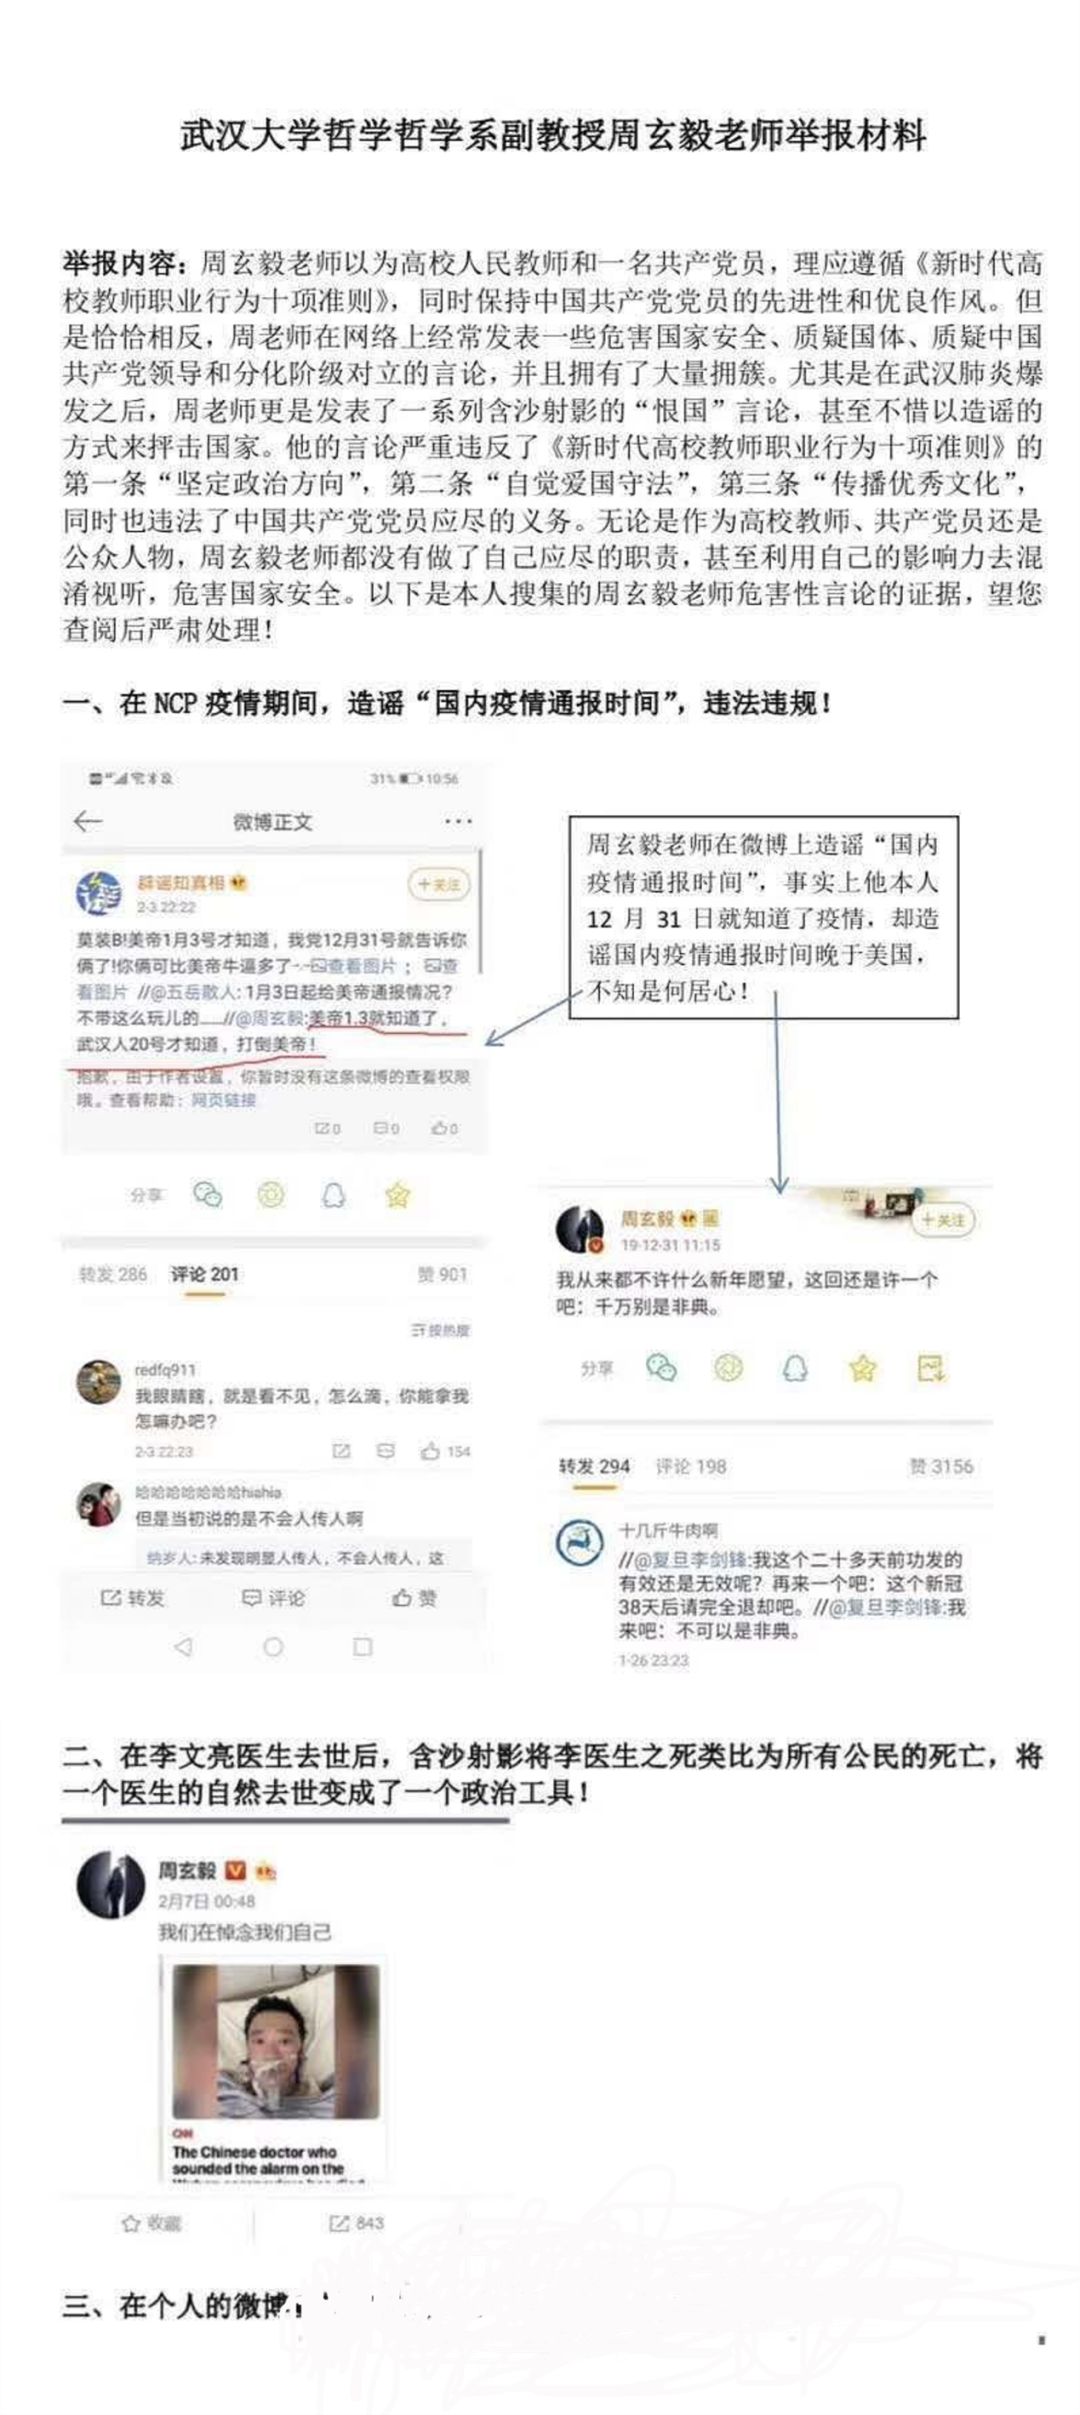 武汉大学哲学哲学系副教授周玄毅老师举报材料
举报内容：周玄毅老师以为高校人民教师和一名共产党员，理应遵循《新时代高
校教师职业行为十项准则》，同时保持中国共产党党员的先进性和优良作风。但
是恰恰相反，周老师在网络上经常发表一些危害国家安全、质疑国体、质疑中国
共产党领导和分化阶级对立的言论，并且拥有了大量拥簇。尤其是在武汉肺炎爆
发之后，周老师更是发表了一系列含沙射影的“恨国”言论，甚至不惜以造谣的
方式来抨击国家。他的言论严重违反了《新时代高校教师职业行为十项准则》的
第一条“坚定政治方向”，第二条“自觉爱国守法”，第三条“传播优秀文化”，
同时也违法了中国共产党党员应尽的义务。无论是作为高校教师、共产党员还是
公众人物，周玄毅老师都没有做了自己应尽的职责，甚至利用自己的影响力去混
淆视听，危害国家安全。以下是本人搜集的周玄毅老师危害性言论的证据，望您
查阅后严肃处理！
一、在 NCP 疫情期间，造谣“国内疫情通报时间”，违法违规！
31% 10:56
微博正文
辟谣知真相
+关注
2-3 22:22
莫装B!美帝1月3号才知道，我党12月31号就告诉你
俩了!你俩可比美帝牛逼多了~~查看图片； 查
看图片 //@五岳散人:1月3日起给美帝通报情况？
不带这么玩儿的……//@周玄毅:美帝1.3就知道了，
武汉人20号才知道，打倒美帝！
抱歉，由于作者设置，你暂时没有这条微博的查看权限
哦。查看帮助：网页链接
0 0 0
分享
转发 286 评论 201 赞 901
按热度
redfq911
我眼睛瞎，就是看不见，怎么滴，你能拿我
怎嘛办吧？
2-3 22:23 154
哈哈哈哈哈哈哈hiahia
但是当初说的是不会人传人啊
纳岁人: 未发现明显人传人，不会人传人，这
转发 评论 赞
周玄毅老师在微博上造谣“国内
疫情通报时间”，事实上他本人
12 月 31 日就知道了疫情，却造
谣国内疫情通报时间晚于美国，
不知是何居心！
周玄毅
+关注
19-12-31 11:15
我从来都不许什么新年愿望，这回还是许一个
吧：千万别是非典。
分享
转发 294 评论 198 赞 3156
十几斤牛肉啊
//@复旦李剑锋:我这个二十多天前功发的
有效还是无效呢？再来一个吧：这个新冠
38天后请完全退却吧。//@复旦李剑锋:我
来吧：不可以是非典。
1-26 23:23
二、在李文亮医生去世后，含沙射影将李医生之死类比为所有公民的死亡，将
一个医生的自然去世变成了一个政治工具！
周玄毅
2月7日 00:48
我们在悼念我们自己
CNN
The Chinese doctor who
sounded the alarm on the
收藏 843
三、在个人的微博